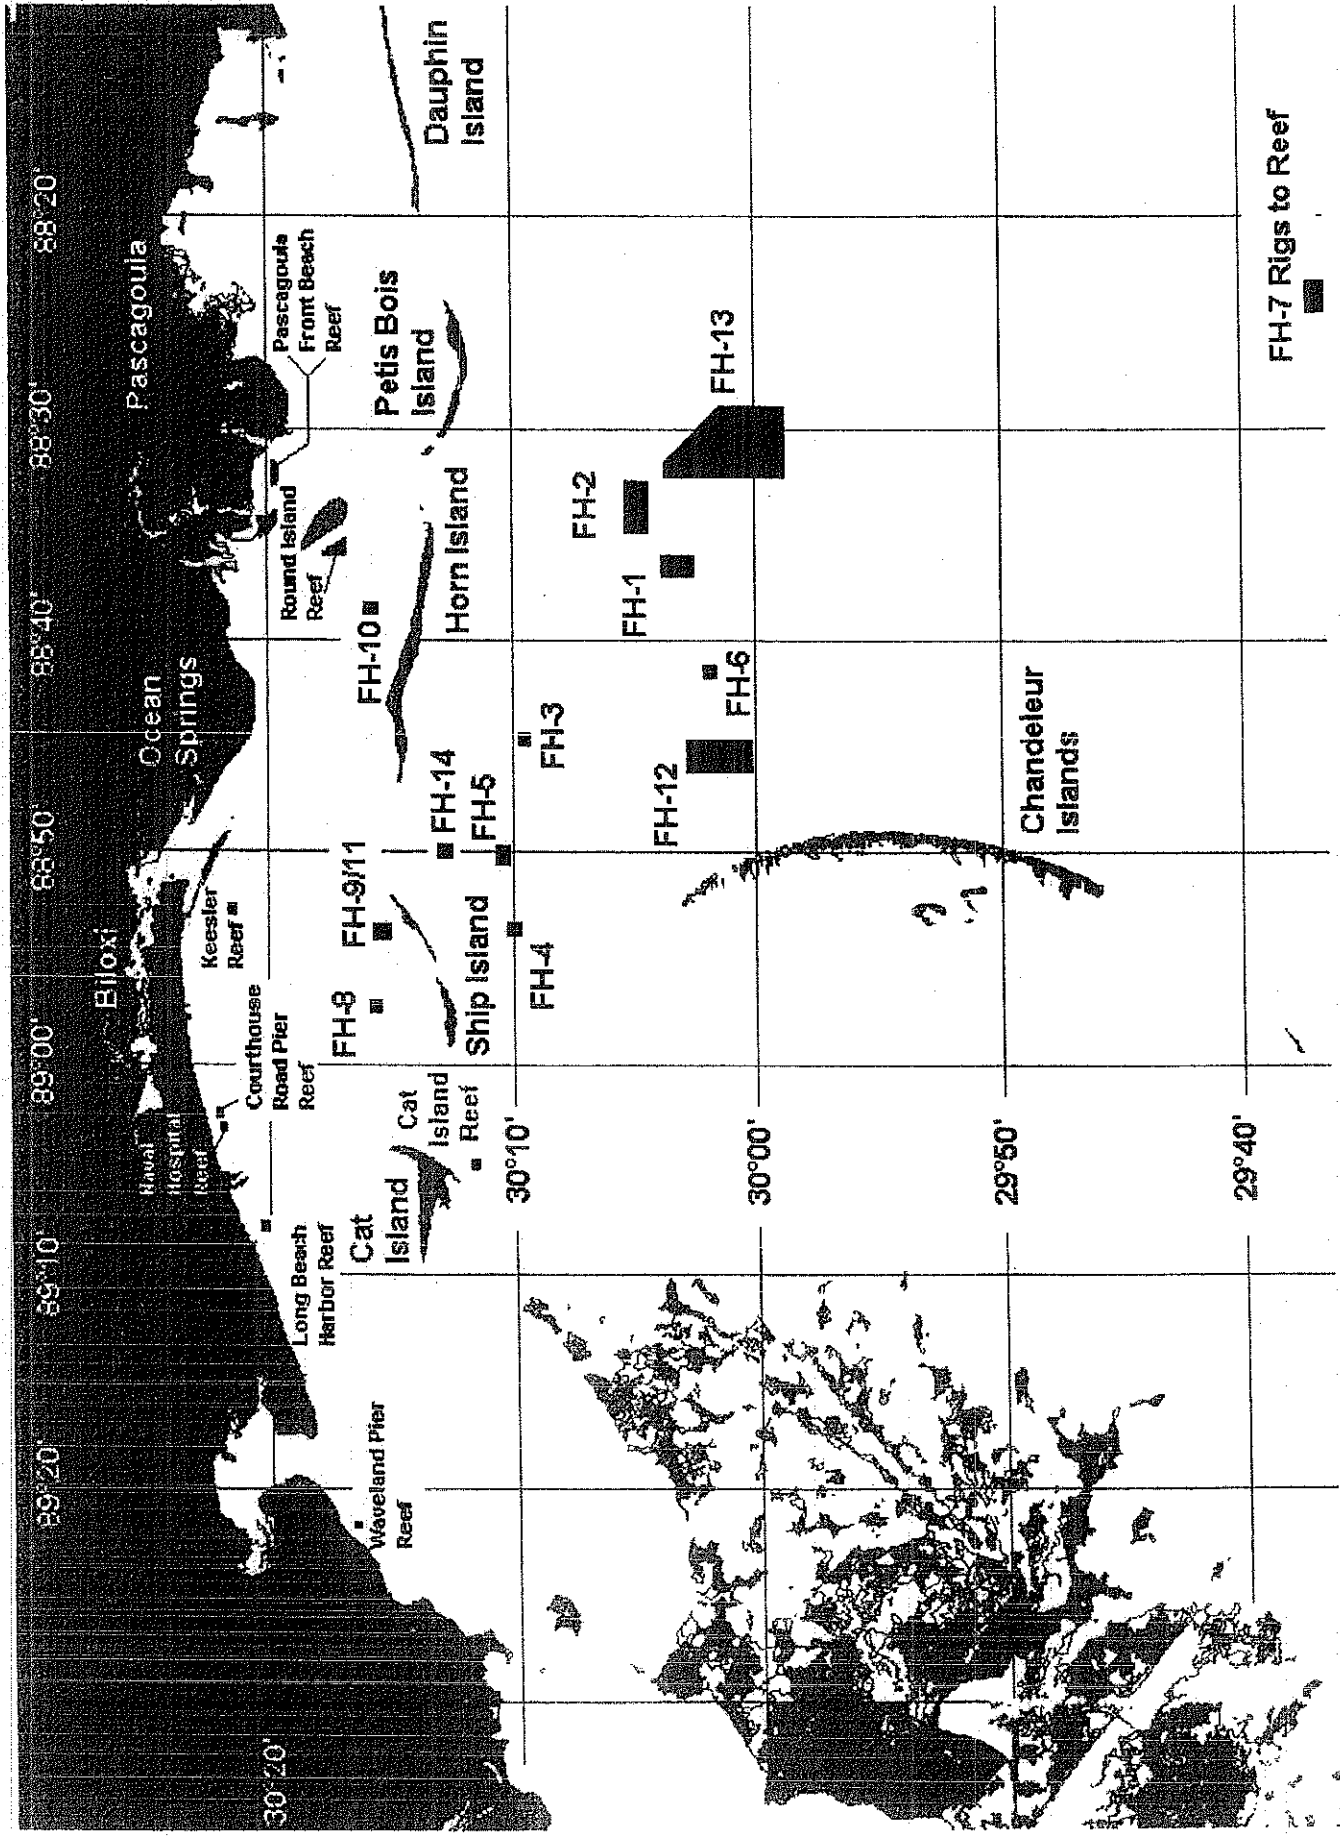 89°20'
89°10'
89°00'
88°50'
88°40'
88°30'
88°20'
Biloxi
Ocean
Springs
Pascagoula
Naval
Hospital
Reef
Keesler
Reef
Courthouse
Road Pier
Reef
Pascagoula
Front Beach
Reef
30°20'
Long Beach
Harbor Reef
Round Island
Reef
Waveland Pier
Reef
Cat
Island
Cat
Island
Reef
FH-8
FH-9/11
FH-10
Petis Bois
Island
Dauphin
Island
Ship Island
FH-14
FH-5
Horn Island
30°10'
FH-4
FH-3
FH-2
FH-1
FH-13
FH-12
FH-6
30°00'
Chandeleur
Islands
29°50'
29°40'
FH-7 Rigs to Reef